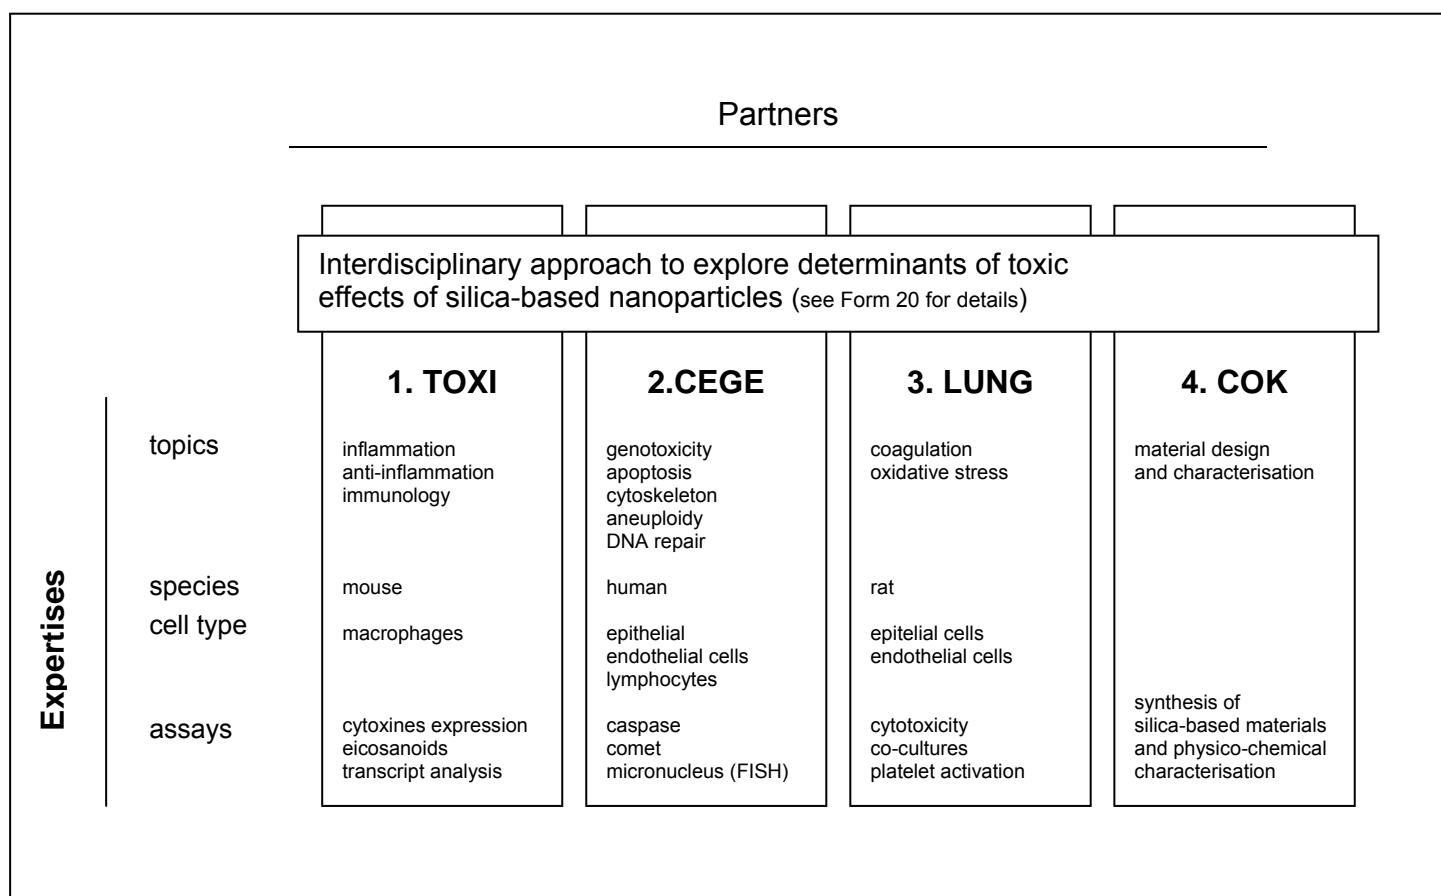 Partners
Interdisciplinary approach to explore determinants of toxic
effects of silica-based nanoparticles (see Form 20 for details)
1. TOXI
2.CEGE
3. LUNG
4. COK
Expertises
topics
inflammation
anti-inflammation
immunology
genotoxicity
apoptosis
cytoskeleton
aneuploidy
DNA repair
coagulation
oxidative stress
material design
and characterisation
species
mouse
human
rat
cell type
macrophages
epithelial
endothelial cells
lymphocytes
epitelial cells
endothelial cells
assays
cytoxines expression
eicosanoids
transcript analysis
caspase
comet
micronucleus (FISH)
cytotoxicity
co-cultures
platelet activation
synthesis of
silica-based materials
and physico-chemical
characterisation